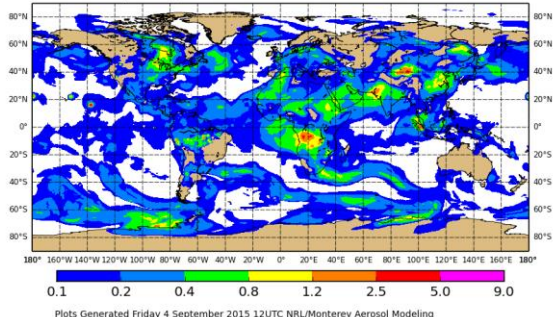 80°N 80°N
60°N 60°N
40°N 40°N
20°N 20°N
0° 0°
20°S 20°S
40°S 40°S
60°S 60°S
80°S 80°S
180° 160°W 140°W 120°W 100°W 80°W 60°W 40°W 20°W 0° 20°E 40°E 60°E 80°E 100°E 120°E 140°E 160°E 180°
0.1 0.2 0.4 0.8 1.2 2.5 5.0 9.0
Plots Generated Friday 4 September 2015 12UTC NRL/Monterey Aerosol Modeling